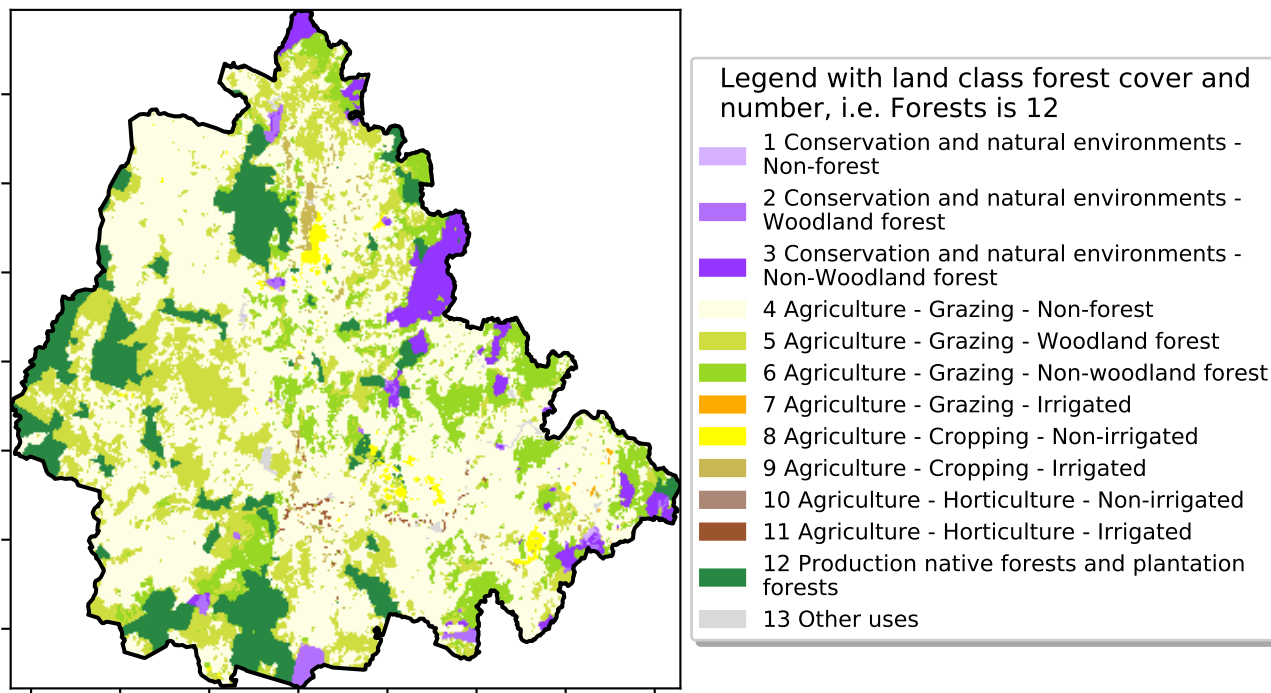 Legend with land class forest cover and
number, i.e. Forests is 12
1 Conservation and natural environments -
Non-forest
2 Conservation and natural environments -
Woodland forest
3 Conservation and natural environments -
Non-Woodland forest
4 Agriculture - Grazing - Non-forest
5 Agriculture - Grazing - Woodland forest
6 Agriculture - Grazing - Non-woodland forest
7 Agriculture - Grazing - Irrigated
8 Agriculture - Cropping - Non-irrigated
9 Agriculture - Cropping - Irrigated
10 Agriculture - Horticulture - Non-irrigated
11 Agriculture - Horticulture - Irrigated
12 Production native forests and plantation
forests
13 Other uses